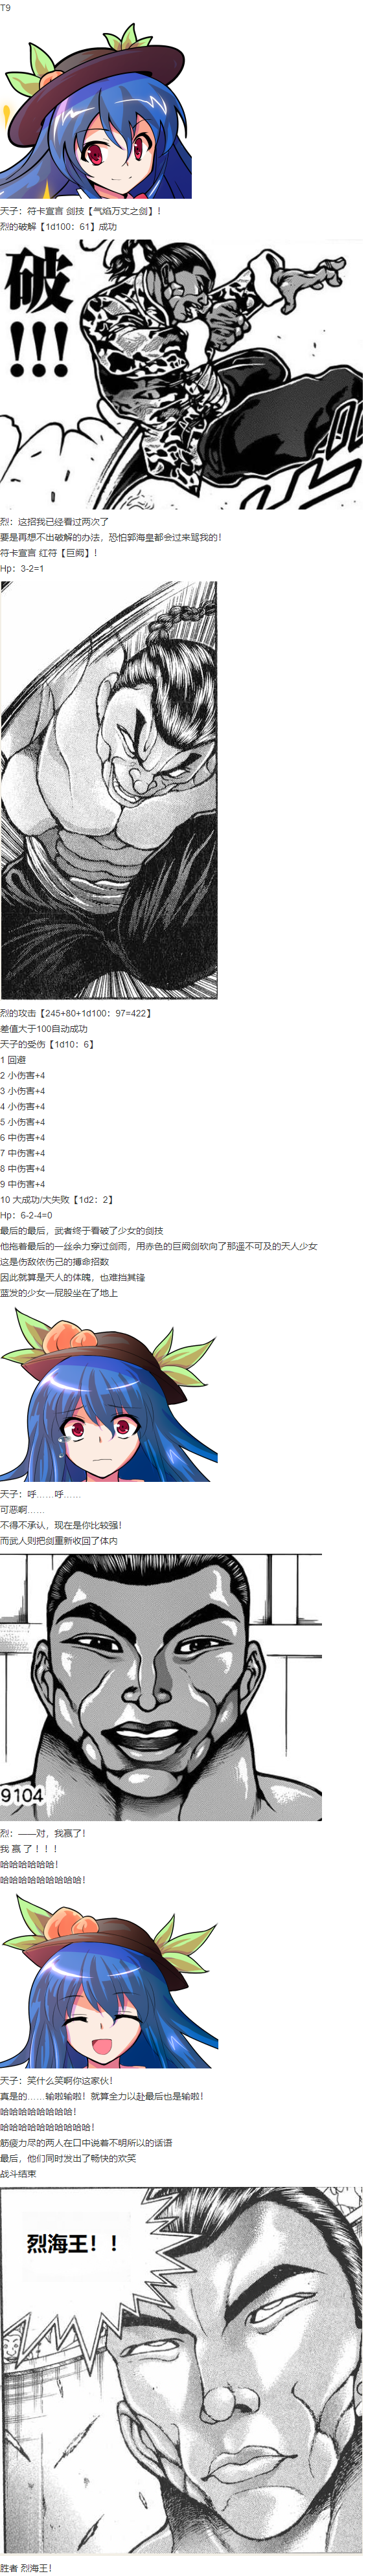 T9
天子：符卡宣言 剑技【气焰万丈之剑】！
烈的破解【1d100：61】成功
破
!!!
烈：这招我已经看过两次了
要是再想不出破解的办法，恐怕郭海皇都会过来骂我的！
符卡宣言 红符【巨阙】！
Hp：3-2=1
烈的攻击【245+80+1d100：97=422】
差值大于100自动成功
天子的受伤【1d10：6】
1 回避
2 小伤害+4
3 小伤害+4
4 小伤害+4
5 小伤害+4
6 中伤害+4
7 中伤害+4
8 中伤害+4
9 中伤害+4
10 大成功/大失败【1d2：2】
Hp：6-2-4=0
最后的最后，武者终于看破了少女的剑技
他拖着最后的一丝余力穿过剑雨，用赤色的巨阙剑砍向了那遥不可及的天人少女
这是伤敌依伤己的搏命招数
因此就算是天人的体魄，也难挡其锋
蓝发的少女一屁股坐在了地上
天子：呼……呼……
可恶啊……
不得不承认，现在是你比较强！
而武人则把剑重新收回了体内
9104
烈：——对，我赢了！
我 赢 了 ！！！
哈哈哈哈哈哈！
哈哈哈哈哈哈哈哈哈！
天子：笑什么笑啊你这家伙！
真是的……输啦输啦！就算全力以赴最后也是输啦！
哈哈哈哈哈哈哈哈！
哈哈哈哈哈哈哈哈哈哈！
筋疲力尽的两人在口中说着不明所以的话语
最后，他们同时发出了畅快的欢笑
战斗结束
烈海王！！
胜者 烈海王！